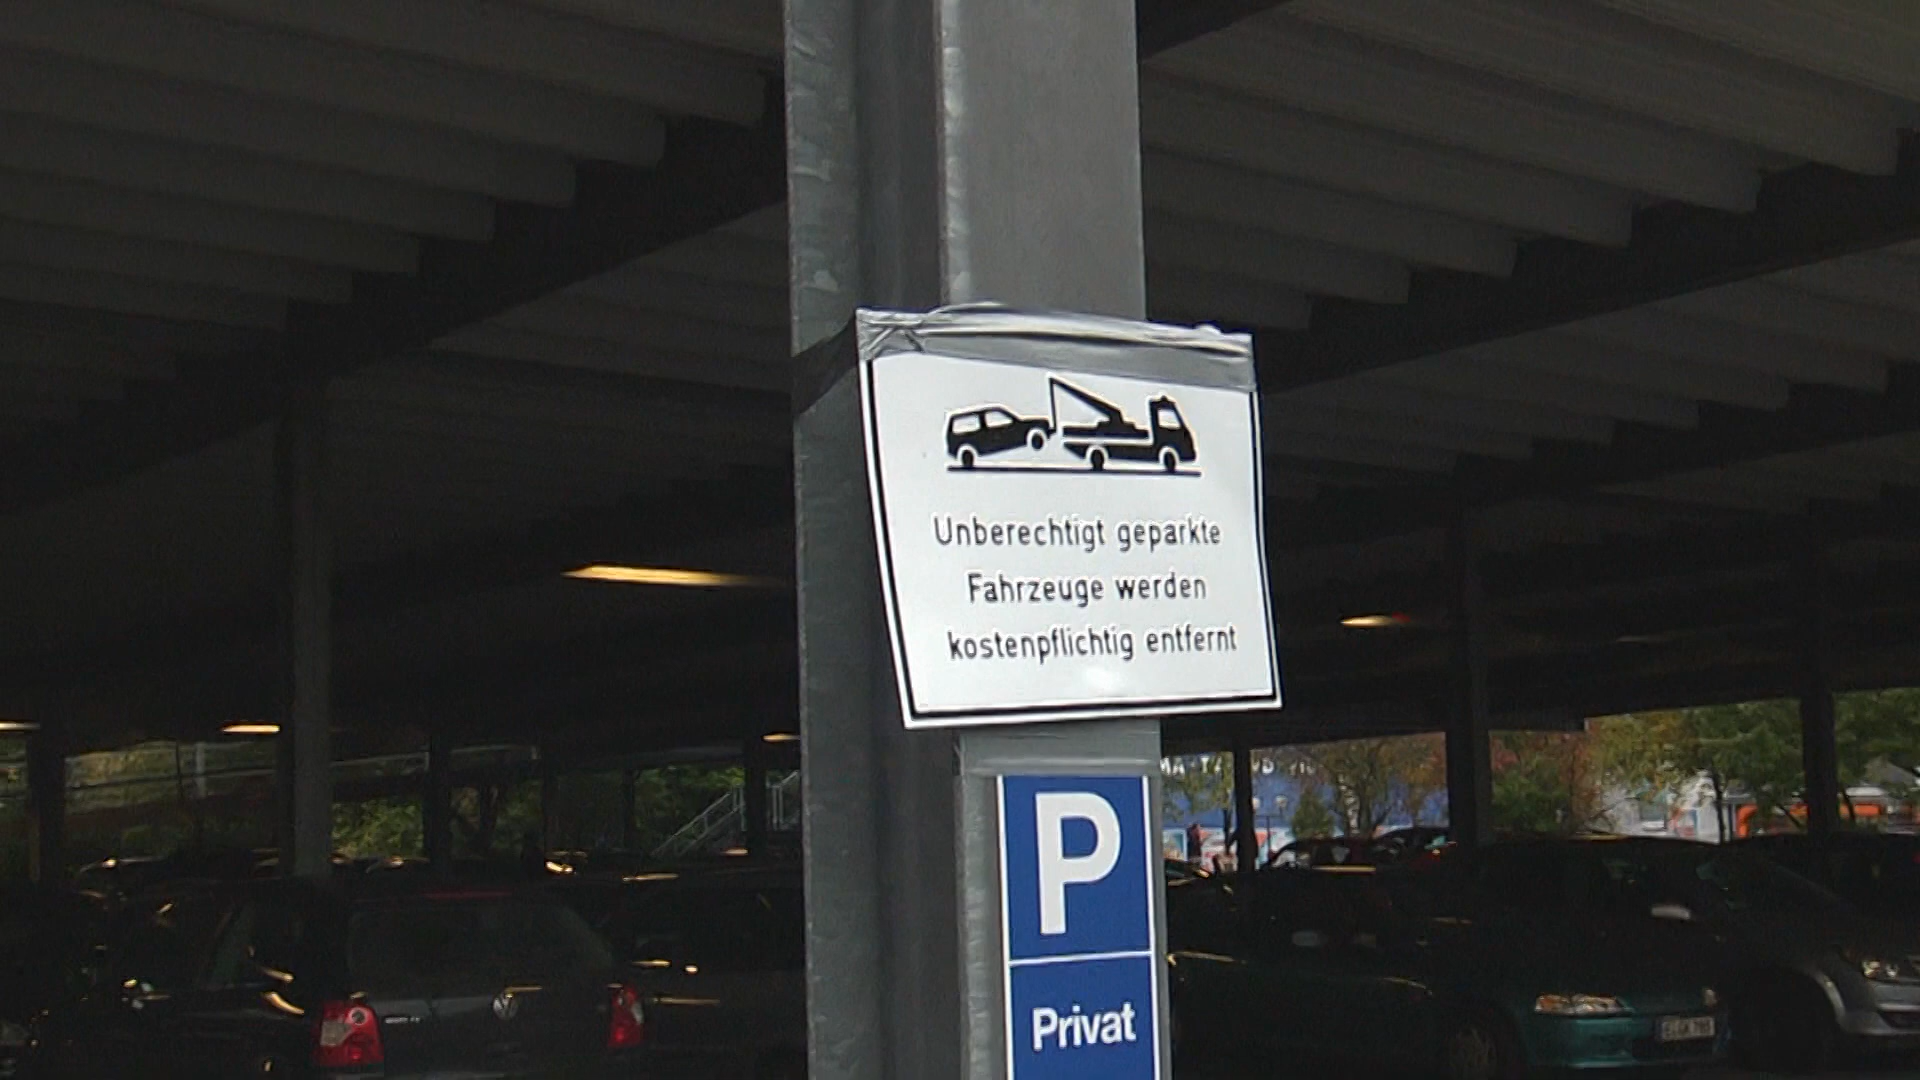 Unberechtigt geparkte
Fahrzeuge werden
kostenpflichtig entfernt
P
Privat